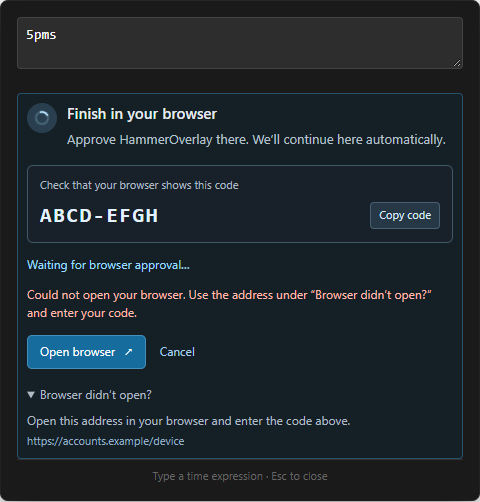 5pms
Finish in your browser
Approve HammerOverlay there. We’ll continue here automatically.
Check that your browser shows this code
ABCD-EFGH
Copy code
Waiting for browser approval...
Could not open your browser. Use the address under “Browser didn’t open?”
and enter your code.
Open browser ↗
Cancel
▼ Browser didn’t open?
Open this address in your browser and enter the code above.
https://accounts.example/device
Type a time expression · Esc to close